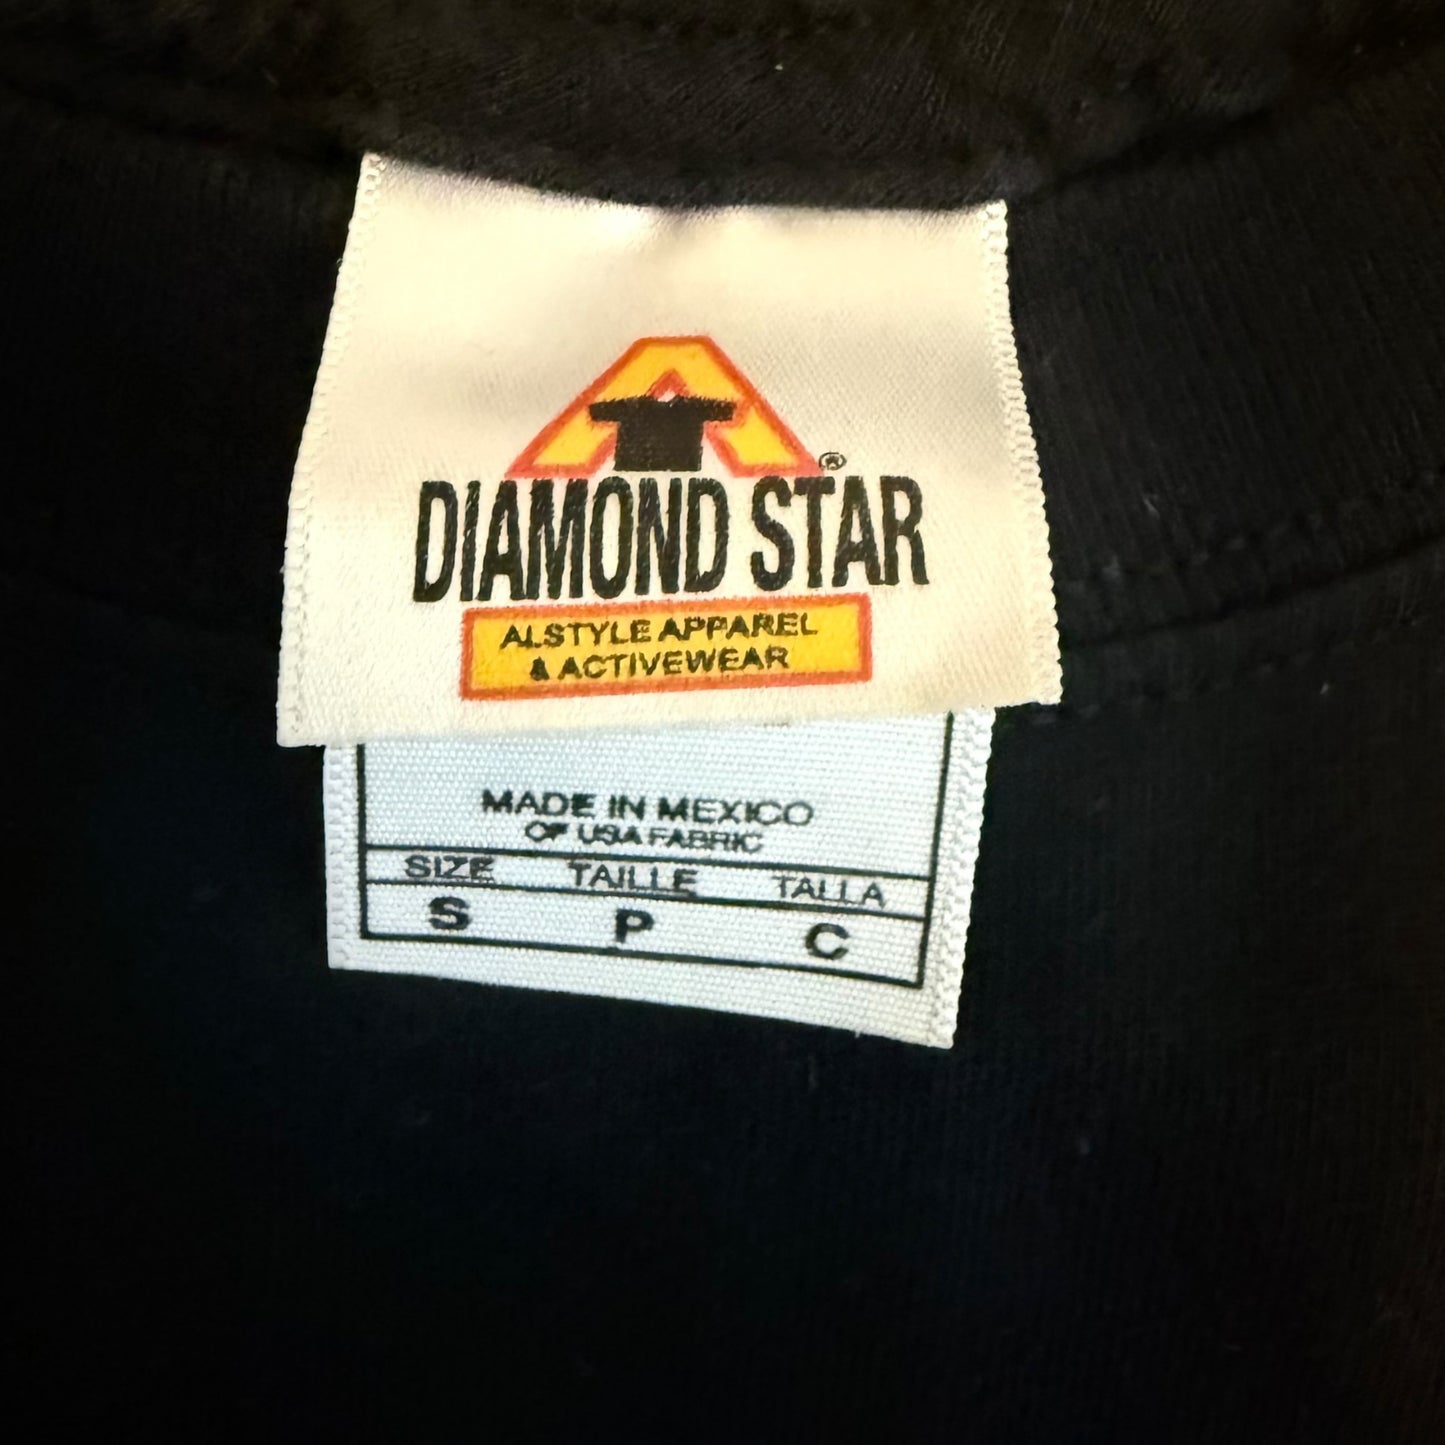 ®
DIAMOND STAR
ALSTYLE APPAREL
& ACTIVEWEAR
MADE IN MEXICO
OF USA FABRIC
SIZE TAILLE TALLA
S P C